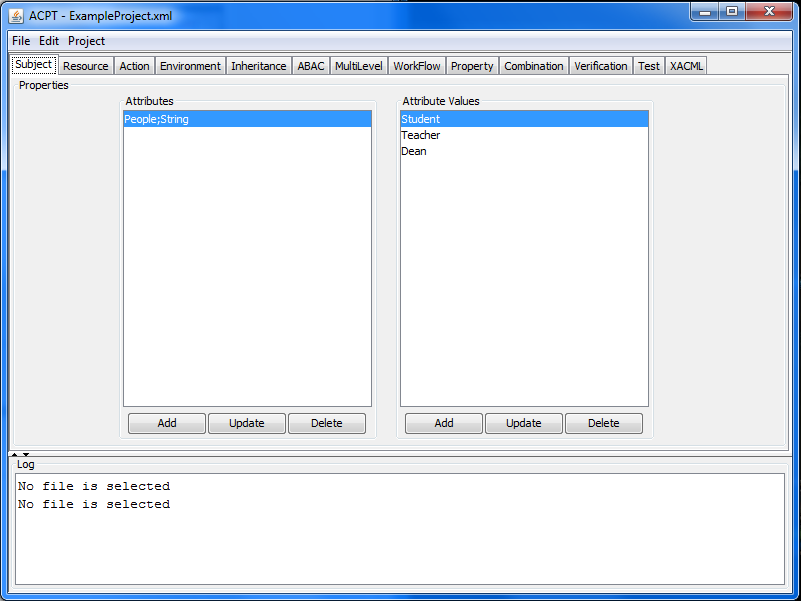 ACPT - ExampleProject.xml
File Edit Project
Subject Resource Action Environment Inheritance ABAC MultiLevel WorkFlow Property Combination Verification Test XACML
Properties
Attributes Attribute Values
People;String Student
Teacher
Dean
Add Update Delete Add Update Delete
Log
No file is selected
No file is selected